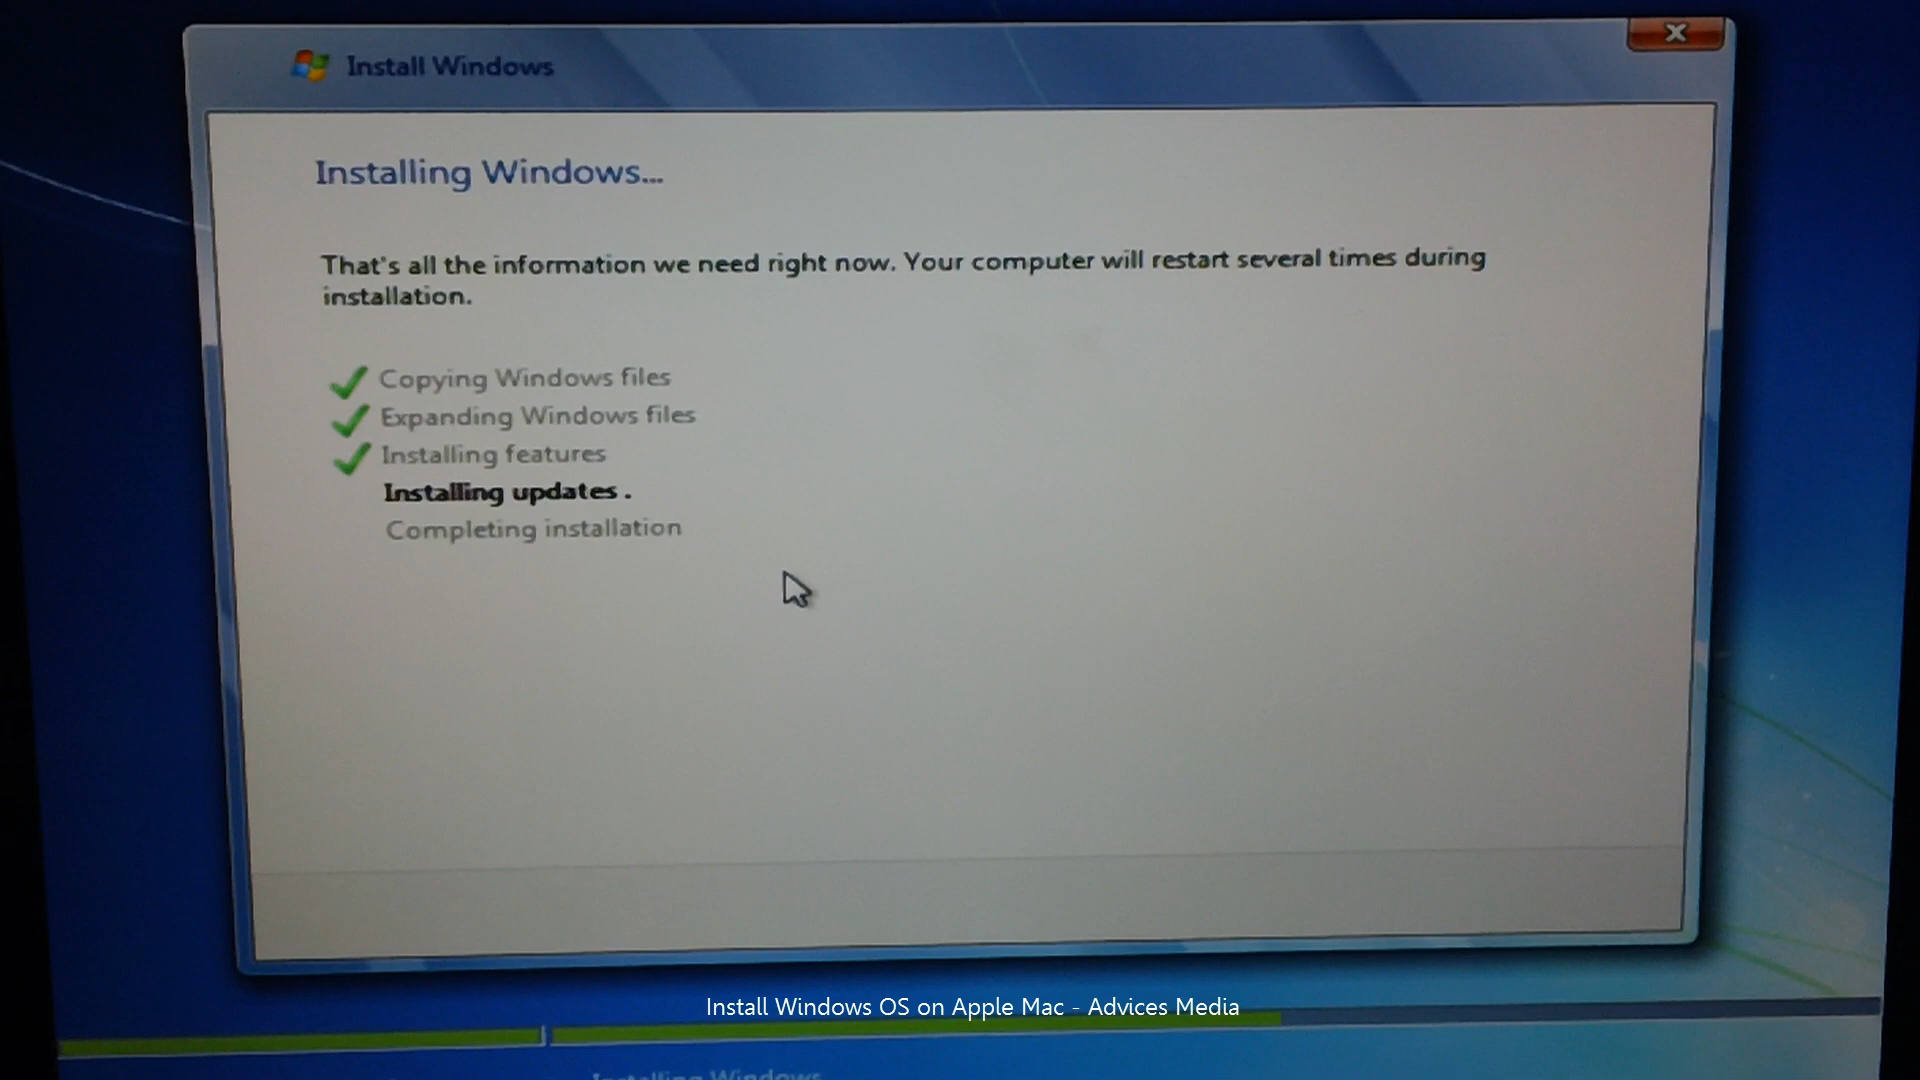 Install Windows
Installing Windows...
That's all the information we need right now. Your computer will restart several times during
installation.
Copying Windows files
Expanding Windows files
Installing features
Installing updates .
Completing installation
Install Windows OS on Apple Mac - Advices Media
Installing Windows